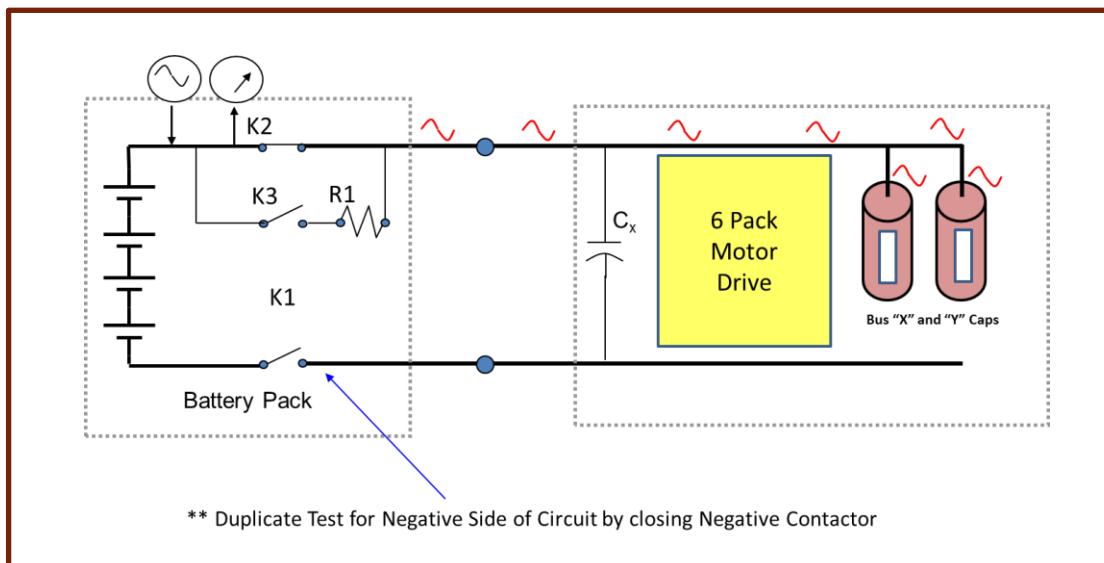 K2
K3
R1
K1
Battery Pack
Cx
6 Pack
Motor
Drive
Bus “X” and “Y” Caps
** Duplicate Test for Negative Side of Circuit by closing Negative Contactor